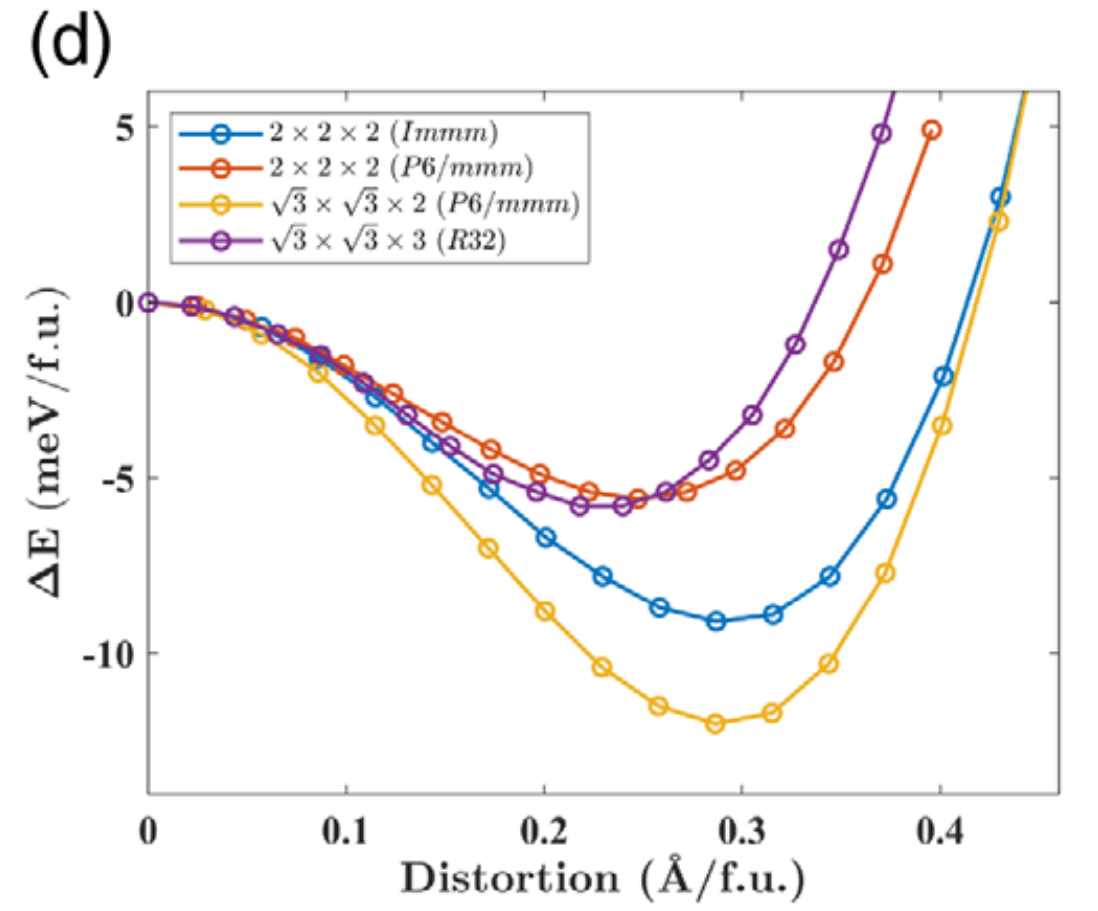 (d)
2 × 2 × 2 (Immm)
2 × 2 × 2 (P6/mmm)
√3 × √3 × 2 (P6/mmm)
√3 × √3 × 3 (R32)
5
0
-5
-10
ΔE (meV/f.u.)
0 0.1 0.2 0.3 0.4
Distortion (Å/f.u.)